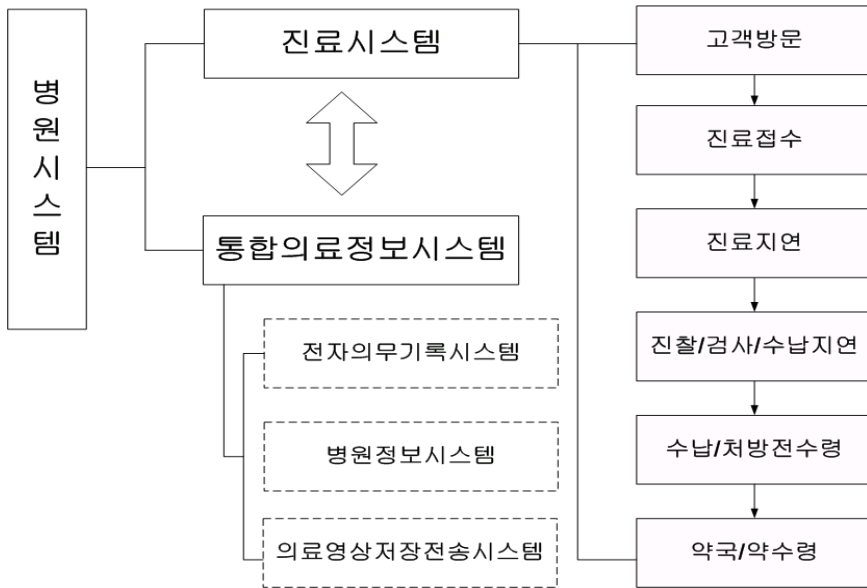 병원시스템
진료시스템
통합의료정보시스템
전자의무기록시스템
병원정보시스템
의료영상저장전송시스템
고객방문
진료접수
진료지연
진찰/검사/수납지연
수납/처방전수령
약국/약수령